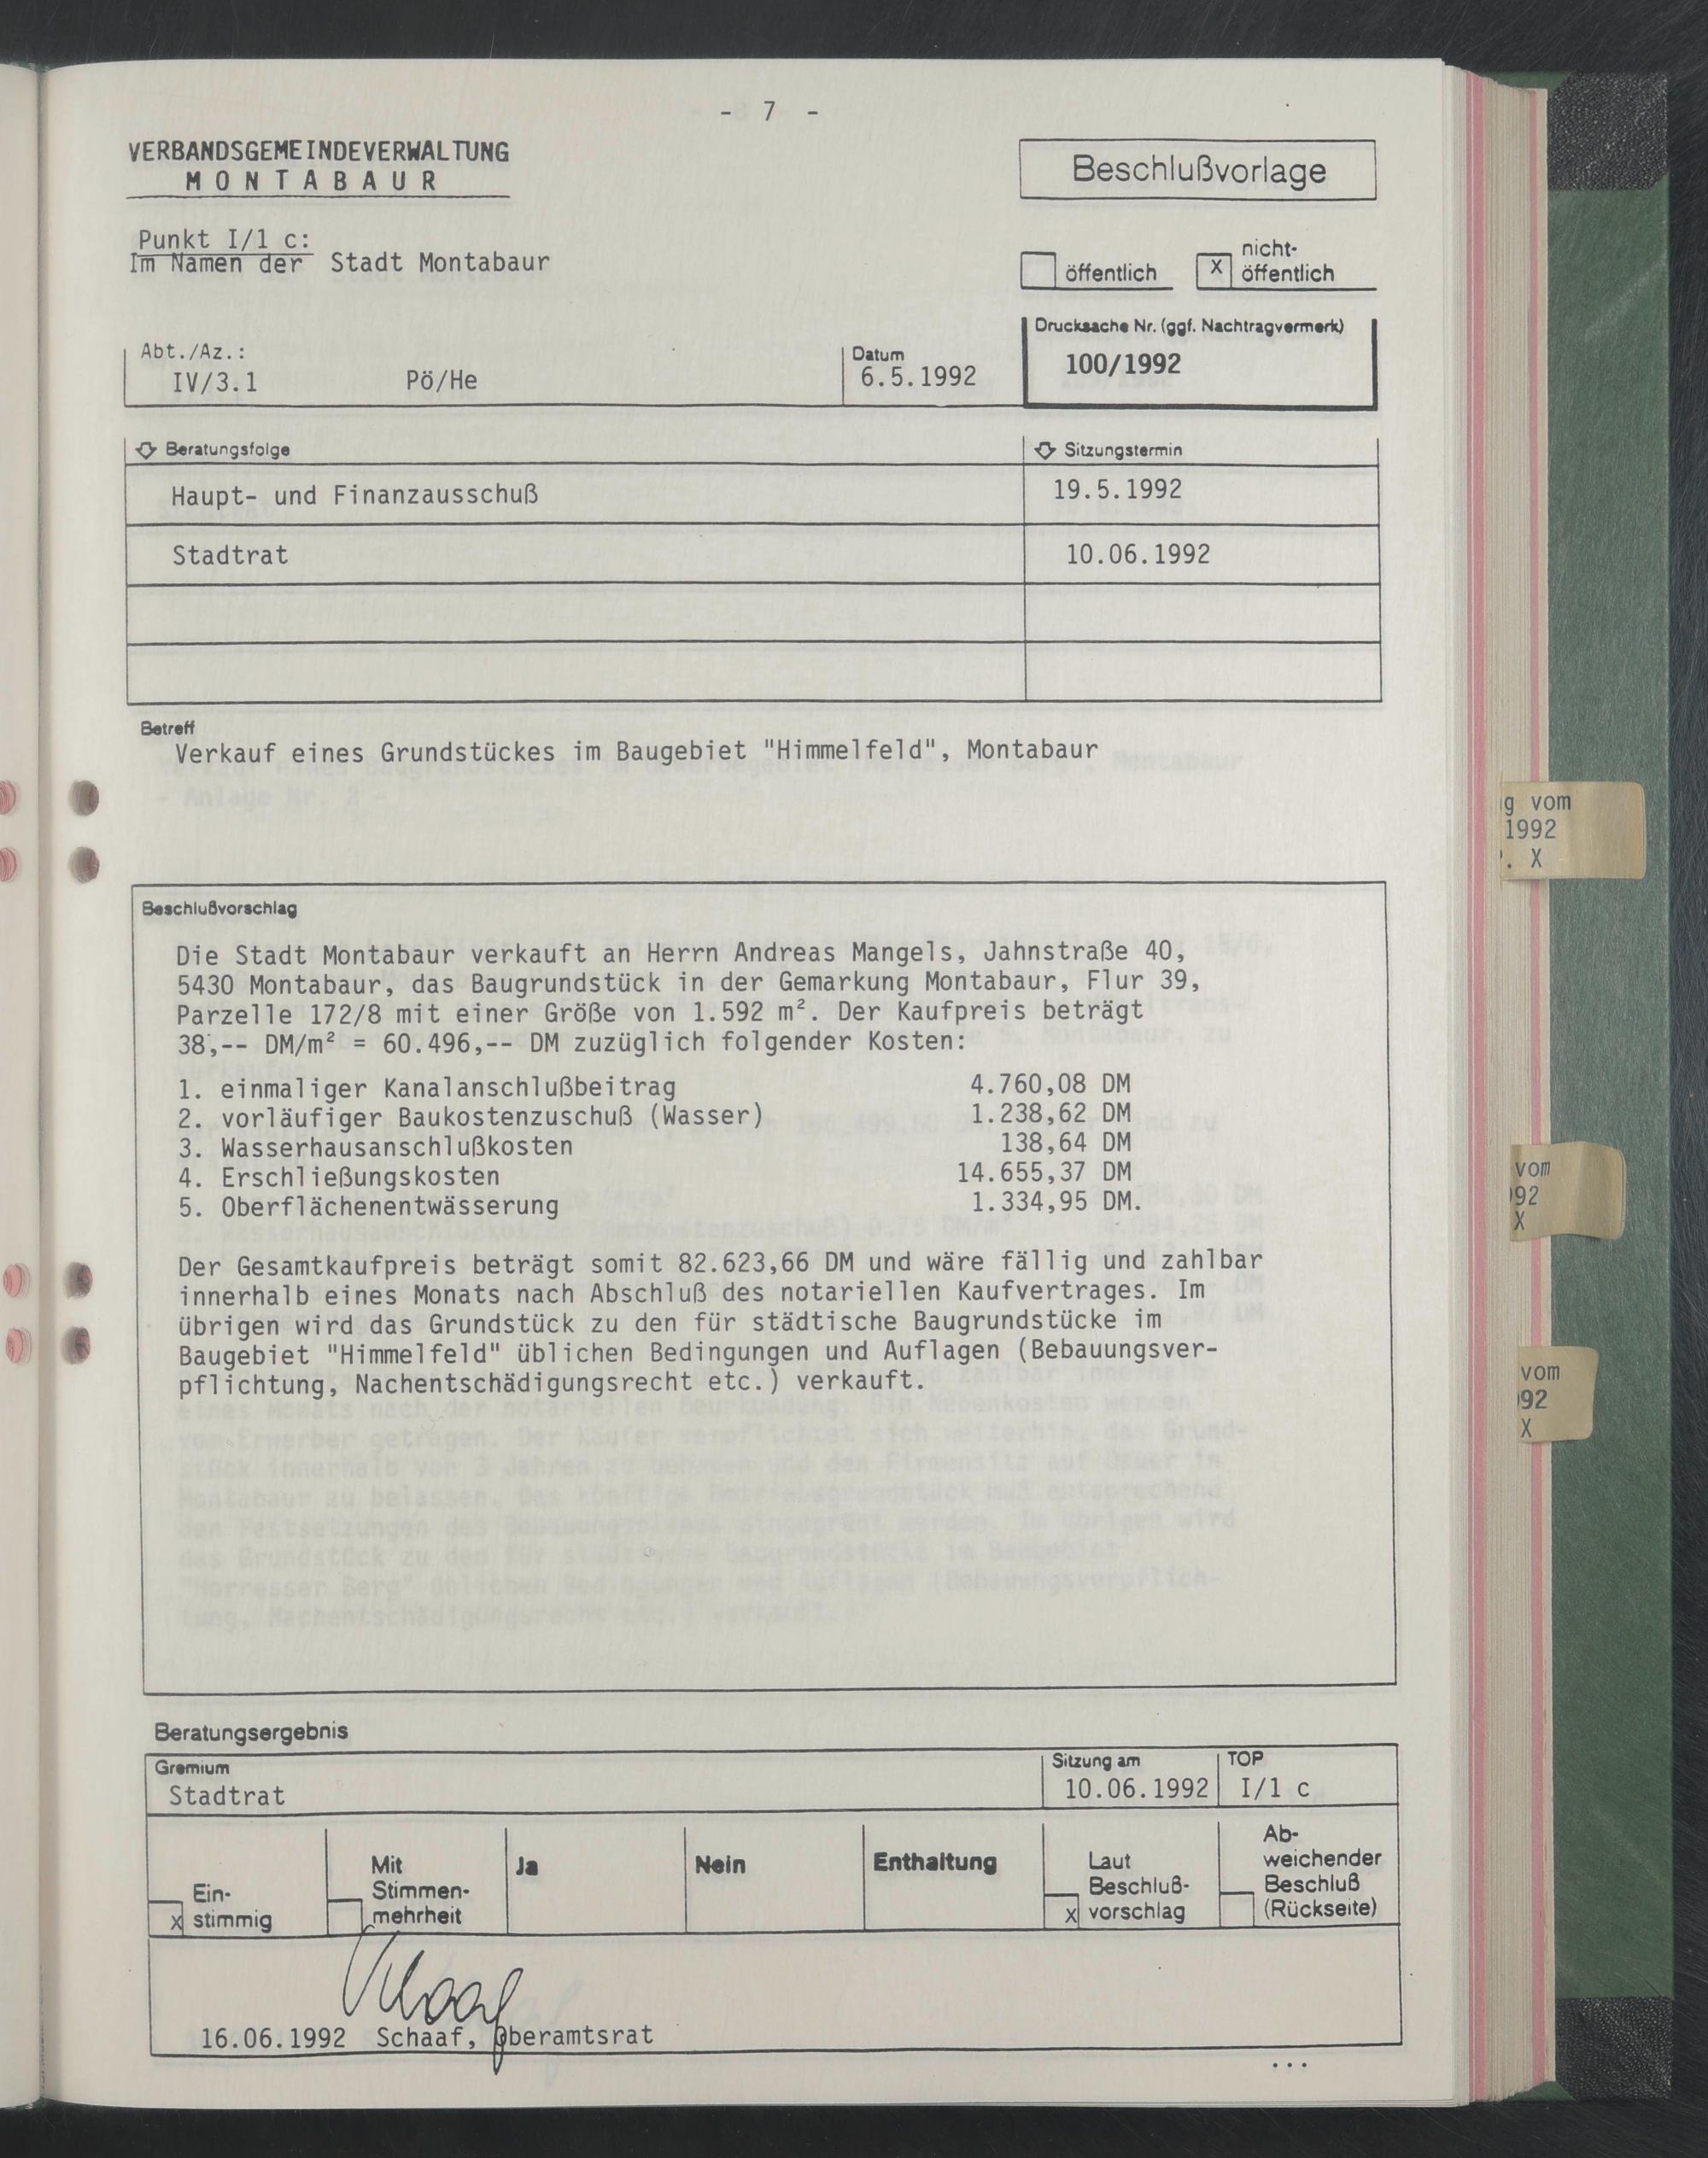 - 7 -
VERBANDSGEMEINDEVERWALTUNG
MONTABAUR
Beschlußvorlage
Punkt I/1 c:
Im Namen der Stadt Montabaur
öffentlich
X nicht-
öffentlich
Drucksache Nr. (ggf. Nachtragvermerk)
100/1992
Abt./Az.:
IV/3.1 Pö/He
Datum
6.5.1992
Beratungsfolge Sitzungstermin
Haupt- und Finanzausschuß 19.5.1992
Stadtrat 10.06.1992
Betreff
Verkauf eines Grundstückes im Baugebiet "Himmelfeld", Montabaur
Beschlußvorschlag
Die Stadt Montabaur verkauft an Herrn Andreas Mangels, Jahnstraße 40,
5430 Montabaur, das Baugrundstück in der Gemarkung Montabaur, Flur 39,
Parzelle 172/8 mit einer Größe von 1.592 m². Der Kaufpreis beträgt
38,-- DM/m² = 60.496,-- DM zuzüglich folgender Kosten:
1. einmaliger Kanalanschlußbeitrag 4.760,08 DM
2. vorläufiger Baukostenzuschuß (Wasser) 1.238,62 DM
3. Wasserhausanschlußkosten 138,64 DM
4. Erschließungskosten 14.655,37 DM
5. Oberflächenentwässerung 1.334,95 DM.
Der Gesamtkaufpreis beträgt somit 82.623,66 DM und wäre fällig und zahlbar
innerhalb eines Monats nach Abschluß des notariellen Kaufvertrages. Im
übrigen wird das Grundstück zu den für städtische Baugrundstücke im
Baugebiet "Himmelfeld" üblichen Bedingungen und Auflagen (Bebauungsver-
pflichtung, Nachentschädigungsrecht etc.) verkauft.
Beratungsergebnis
Gremium
Stadtrat
Sitzung am
10.06.1992
TOP
I/1 c
Ein-
x stimmig
Mit
Stimmen-
mehrheit
Ja
Nein
Enthaltung
Laut
Beschluß-
x vorschlag
Ab-
weichender
Beschluß
(Rückseite)
Schaaf
16.06.1992 Schaaf, Oberamtsrat
...
g vom
1992
. X
vom
92
X
vom
92
X